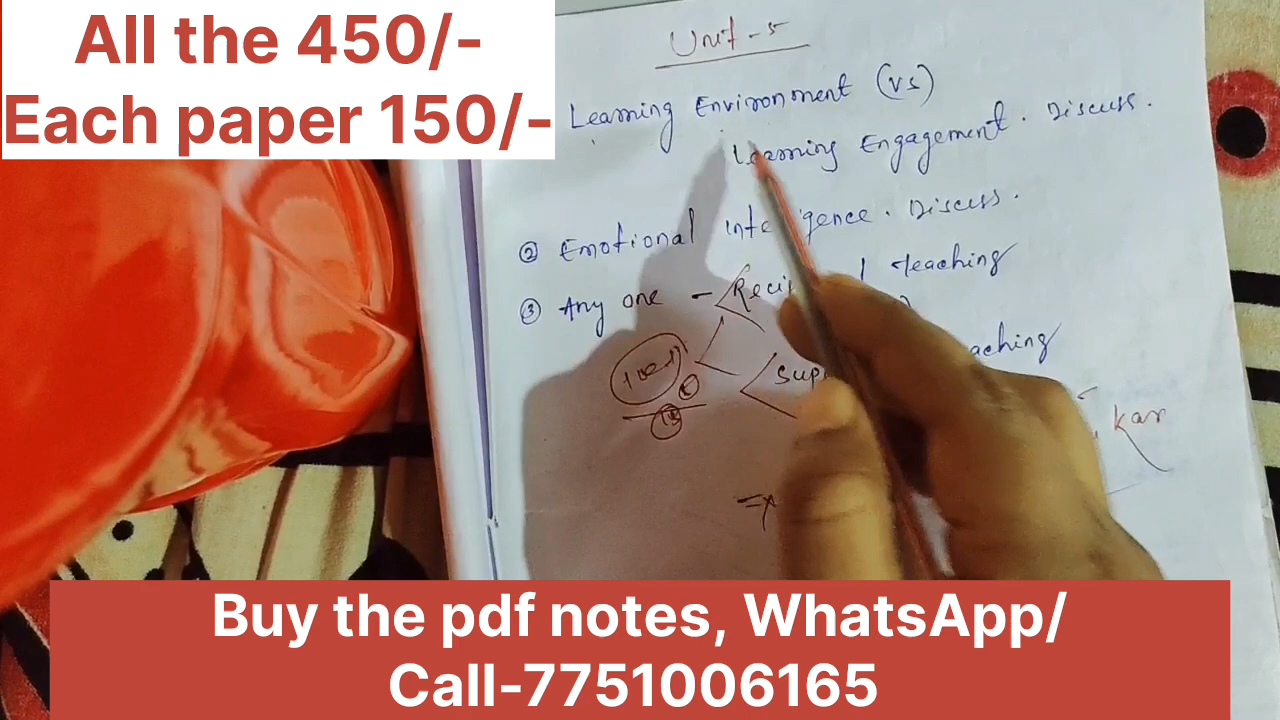 All the 450/-
Each paper 150/-
Unit - 5
Learning Environment (vs)
Learning Engagement. Discuss.
② Emotional Intelligence. Discuss.
③ Any one - teaching
kar
Buy the pdf notes, WhatsApp/
Call-7751006165